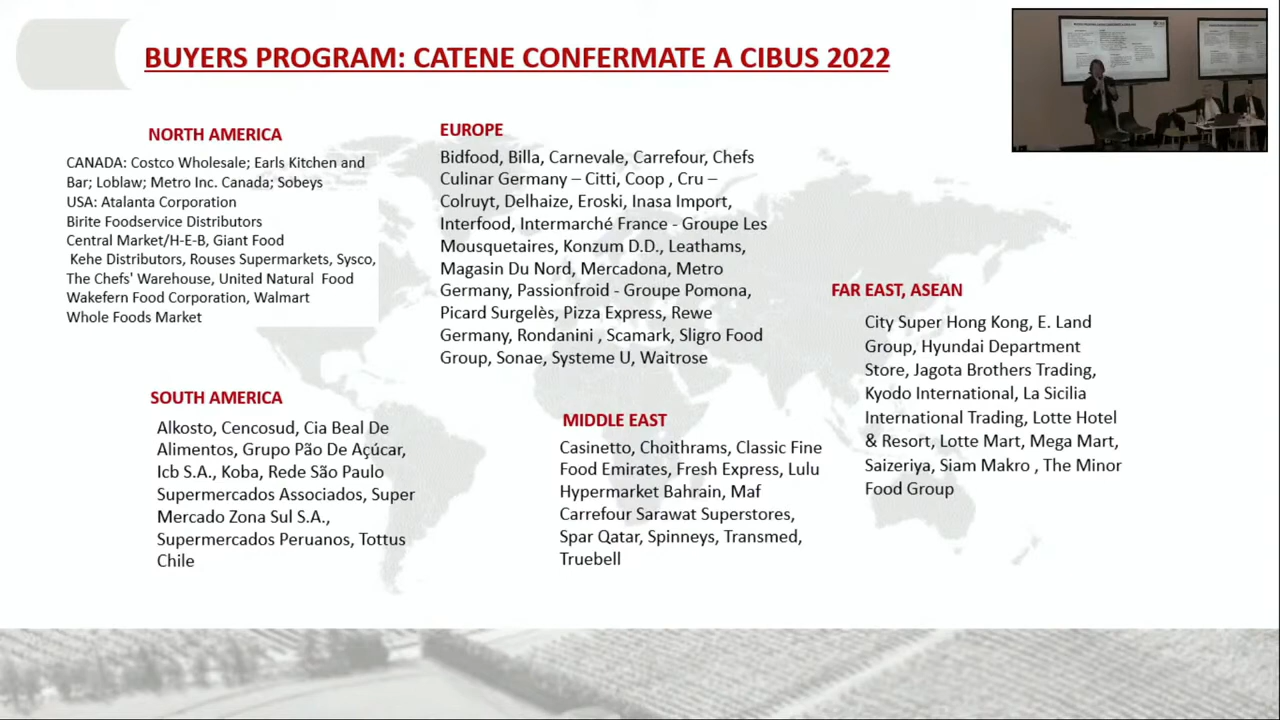 BUYERS PROGRAM: CATENE CONFERMATE A CIBUS 2022
NORTH AMERICA
CANADA: Costco Wholesale; Earls Kitchen and
Bar; Loblaw; Metro Inc. Canada; Sobeys
USA: Atalanta Corporation
Birite Foodservice Distributors
Central Market/H-E-B, Giant Food
Kehe Distributors, Rouses Supermarkets, Sysco,
The Chefs' Warehouse, United Natural Food
Wakefern Food Corporation, Walmart
Whole Foods Market
EUROPE
Bidfood, Billa, Carnevale, Carrefour, Chefs
Culinar Germany – Citti, Coop , Cru –
Colruyt, Delhaize, Eroski, Inasa Import,
Interfood, Intermarché France - Groupe Les
Mousquetaires, Konzum D.D., Leathams,
Magasin Du Nord, Mercadona, Metro
Germany, Passionfroid - Groupe Pomona,
Picard Surgelès, Pizza Express, Rewe
Germany, Rondanini , Scamark, Sligro Food
Group, Sonae, Systeme U, Waitrose
FAR EAST, ASEAN
City Super Hong Kong, E. Land
Group, Hyundai Department
Store, Jagota Brothers Trading,
Kyodo International, La Sicilia
International Trading, Lotte Hotel
& Resort, Lotte Mart, Mega Mart,
Saizeriya, Siam Makro , The Minor
Food Group
SOUTH AMERICA
Alkosto, Cencosud, Cia Beal De
Alimentos, Grupo Pão De Açúcar,
Icb S.A., Koba, Rede São Paulo
Supermercados Associados, Super
Mercado Zona Sul S.A.,
Supermercados Peruanos, Tottus
Chile
MIDDLE EAST
Casinetto, Choithrams, Classic Fine
Food Emirates, Fresh Express, Lulu
Hypermarket Bahrain, Maf
Carrefour Sarawat Superstores,
Spar Qatar, Spinneys, Transmed,
Truebell